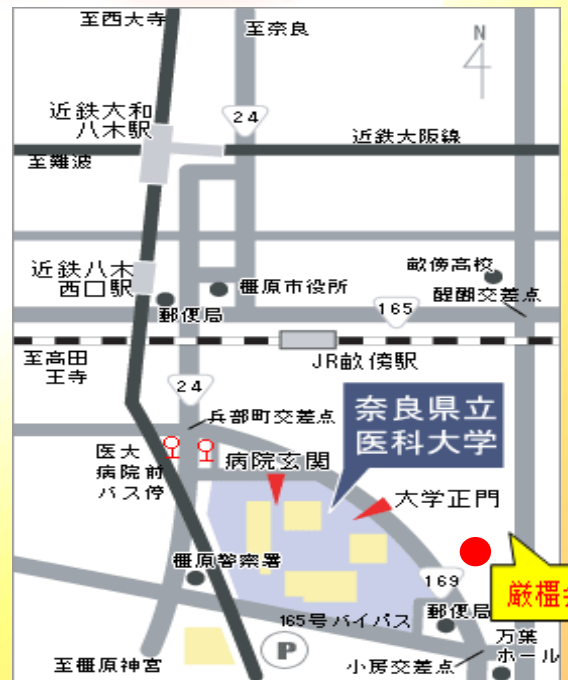 至西大寺
至奈良
N
24
近鉄大和
八木駅
近鉄大阪線
至難波
畝傍高校
近鉄八木
西口駅
橿原市役所
醍醐交差点
165
郵便局
至高田
王寺
JR畝傍駅
24
兵部町交差点
奈良県立
医科大学
医大
病院前
バス停
病院玄関
大学正門
橿原警察署
169
厳橿
165号バイパス
郵便局
万葉
ホール
P
至橿原神宮
小房交差点